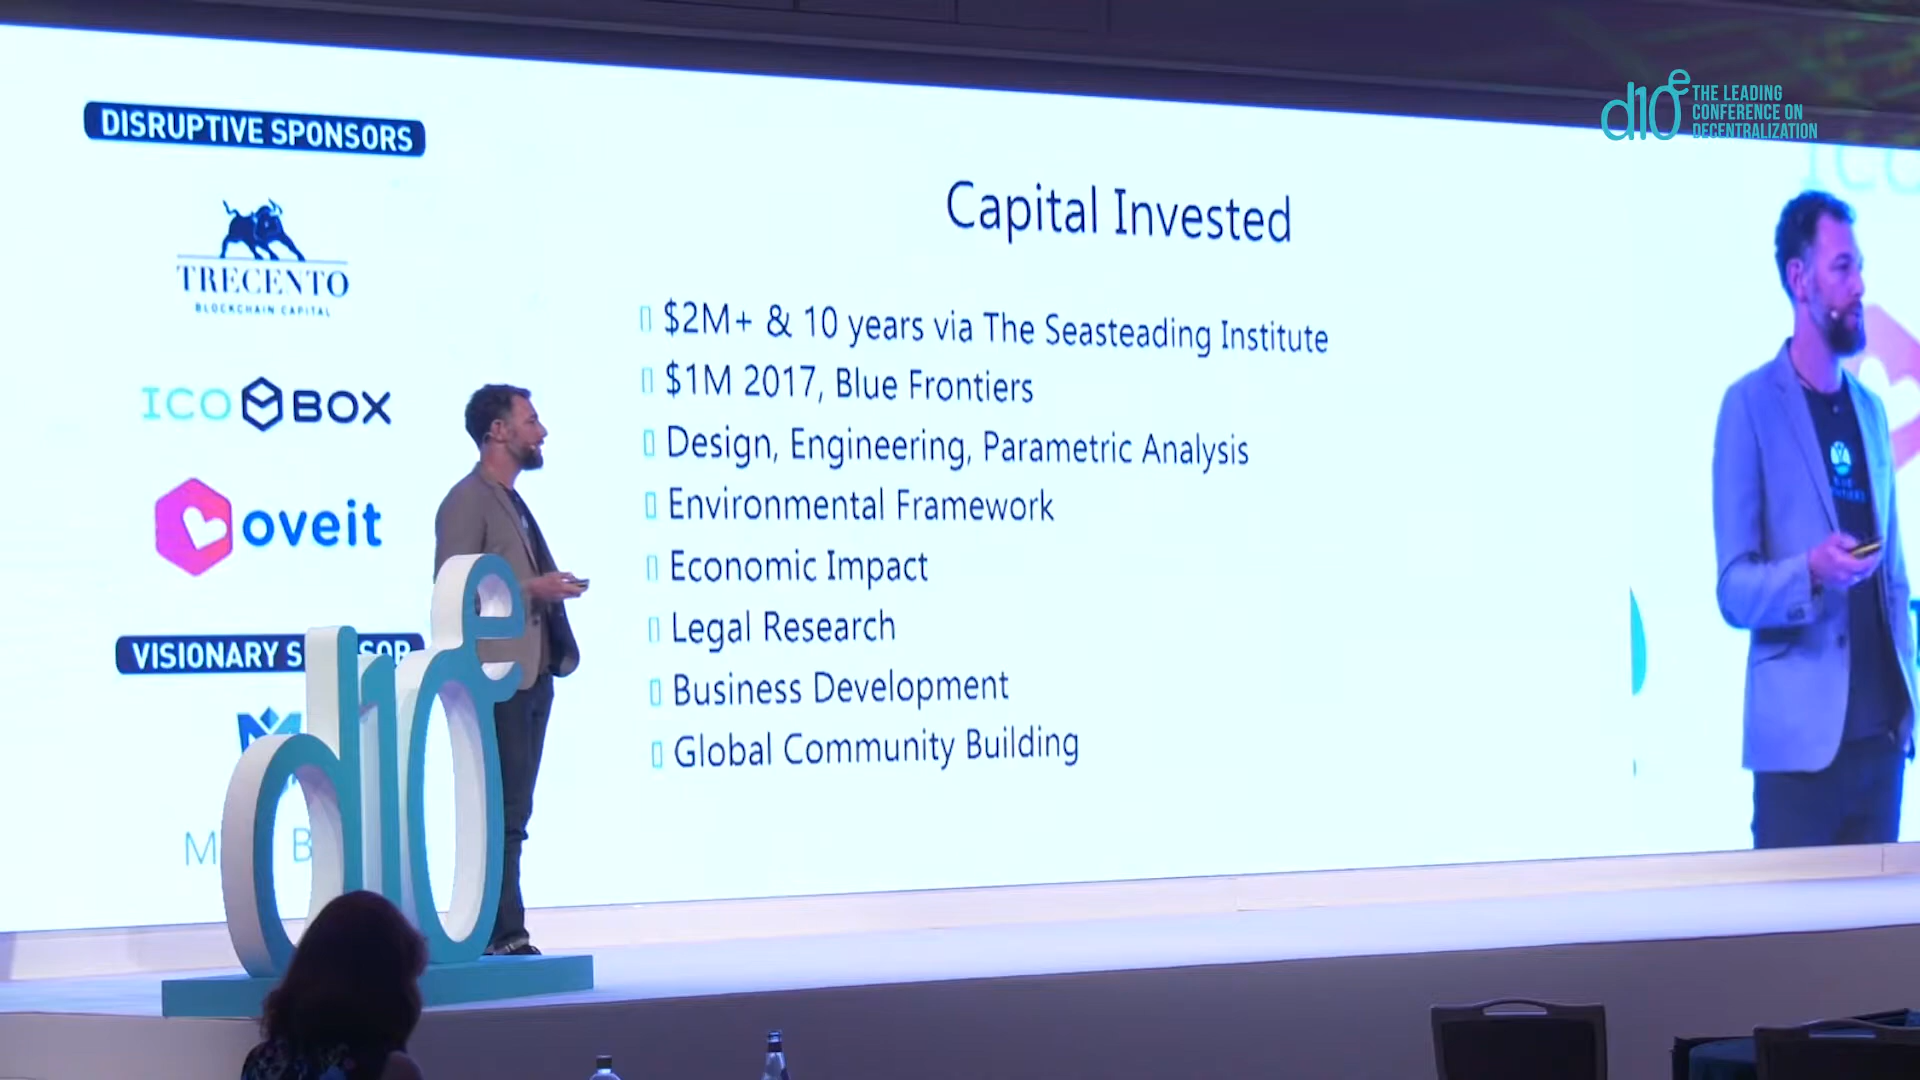 d10e THE LEADING
CONFERENCE ON
DECENTRALIZATION
DISRUPTIVE SPONSORS
TRECENTO
BLOCKCHAIN CAPITAL
ICO BOX
oveit
VISIONARY
Capital Invested
$2M+ & 10 years via The Seasteading Institute
$1M 2017, Blue Frontiers
Design, Engineering, Parametric Analysis
Environmental Framework
Economic Impact
Legal Research
Business Development
Global Community Building
d10e
ICO